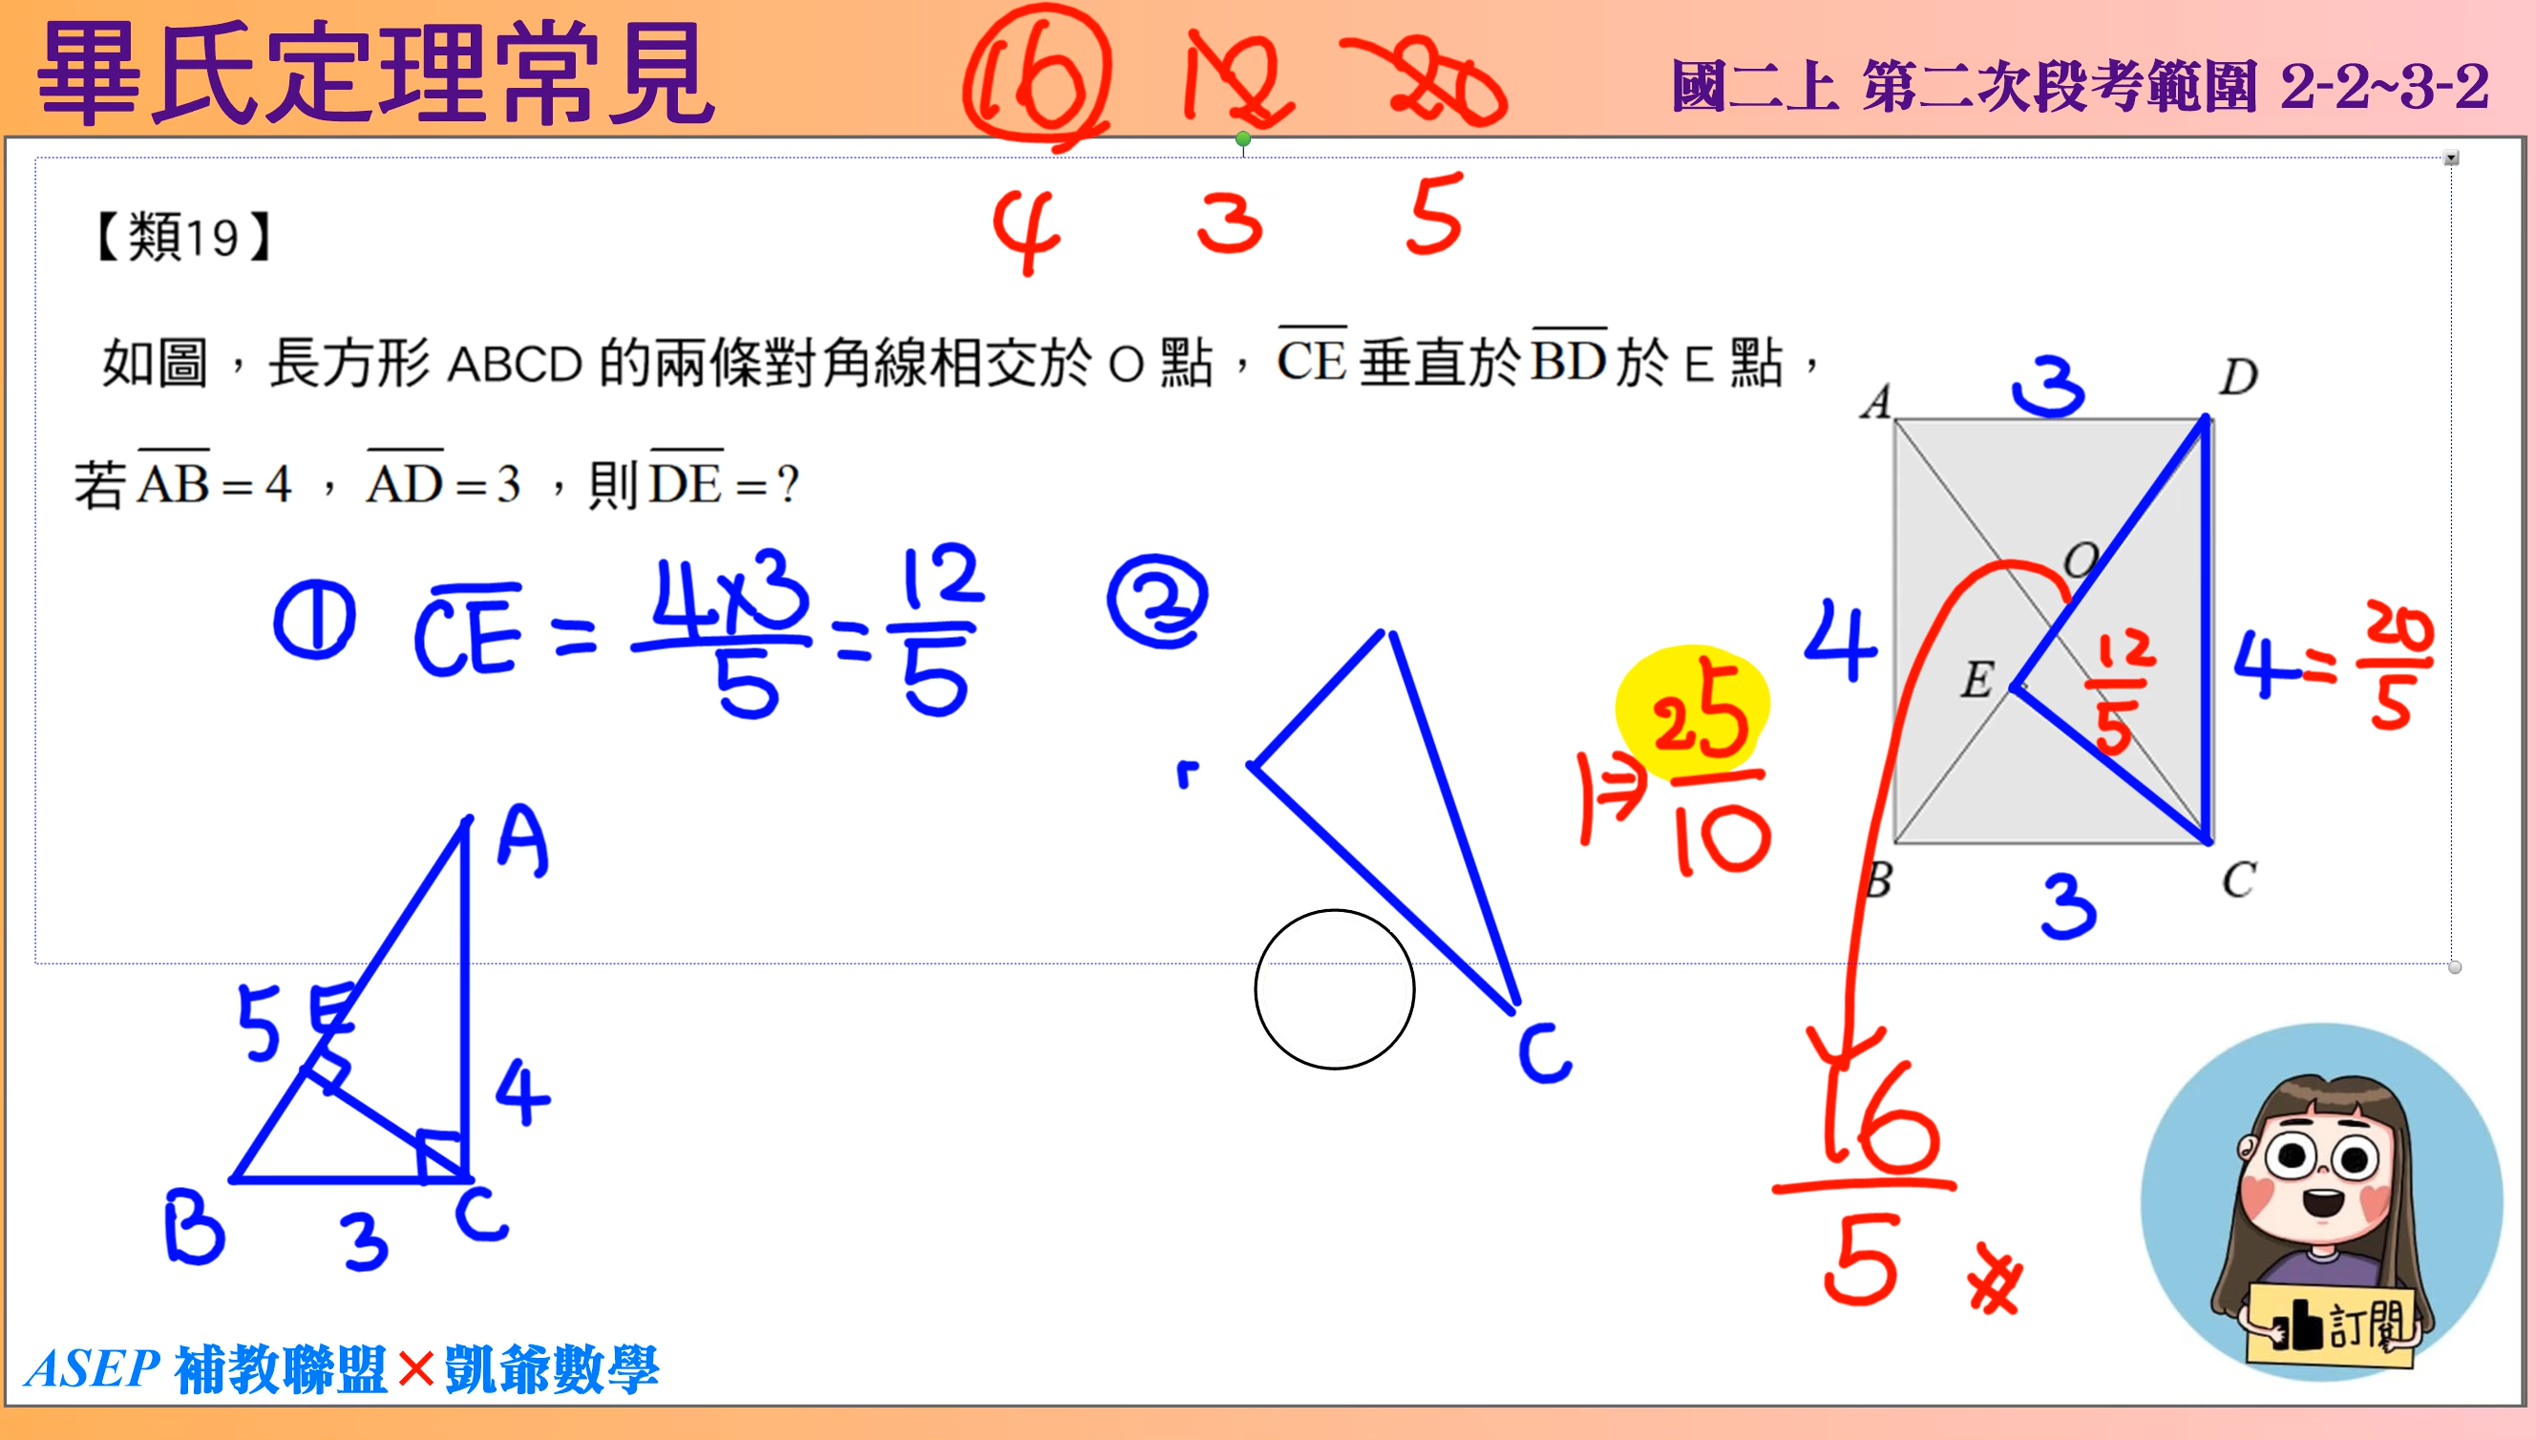 畢氏定理常見
16 12 20
國二上 第二次段考範圍 2-2~3-2
4 3 5
【類19】
如圖，長方形 ABCD 的兩條對角線相交於 O 點， CE 垂直於 BD 於 E 點，
若 AB = 4 ， AD = 3 ，則 DE = ?
① CE = 4×3/5 = 12/5
②
25
10
A
3
D
O
4
E
12/5
4 = 20/5
B
3
C
A
5
E
4
B
3
C
C
16/5
ASEP 補教聯盟×凱爺數學
訂閱